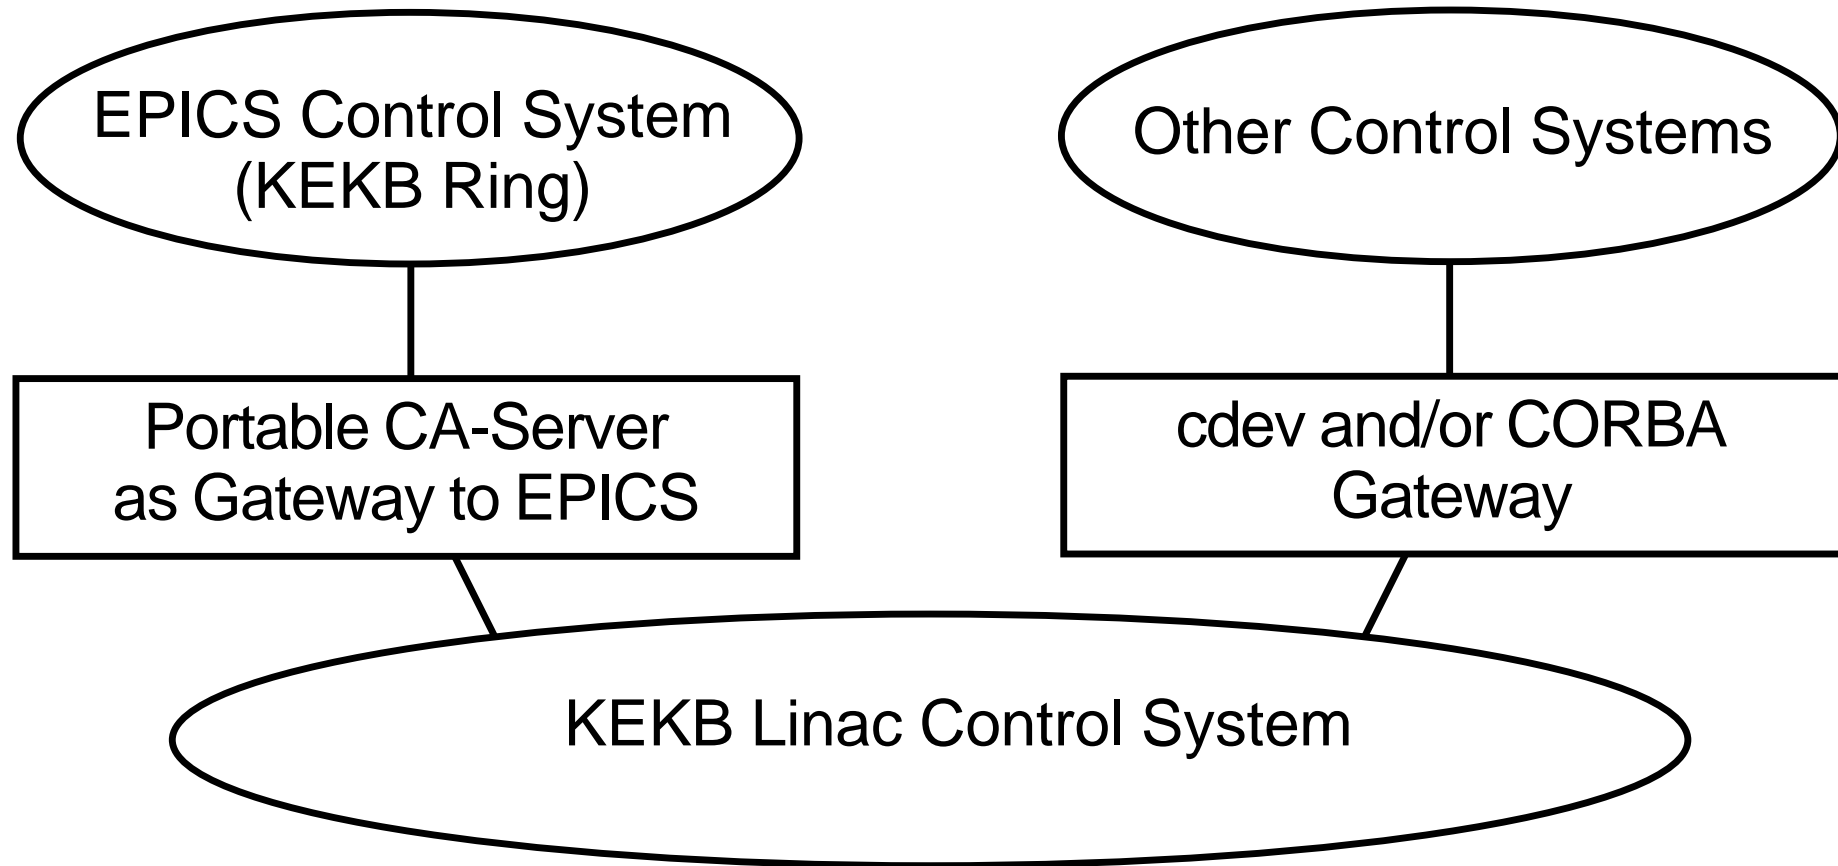 EPICS Control System
(KEKB Ring)
Other Control Systems
Portable CA-Server
as Gateway to EPICS
cdev and/or CORBA
Gateway
KEKB Linac Control System